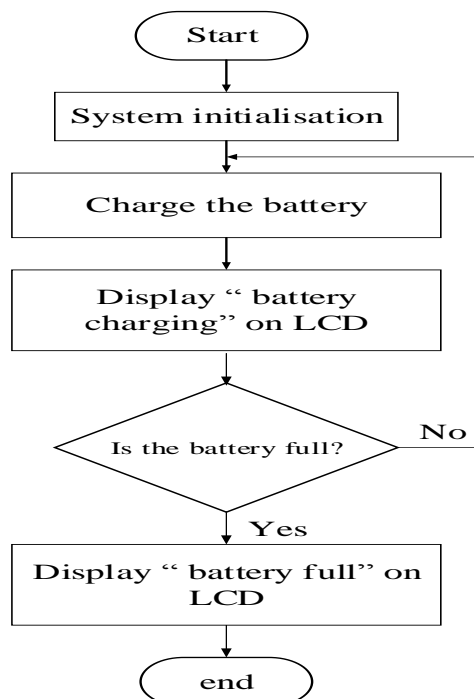 Start
System initialisation
Charge the battery
Display “ battery
charging” on LCD
Is the battery full?
No
Yes
Display “ battery full” on
LCD
end